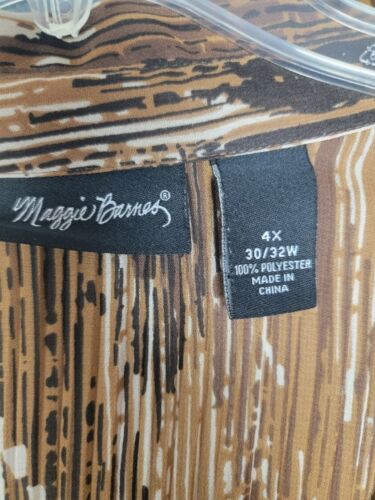 Maggie Barnes®
4X
30/32W
100% POLYESTER
MADE IN
CHINA